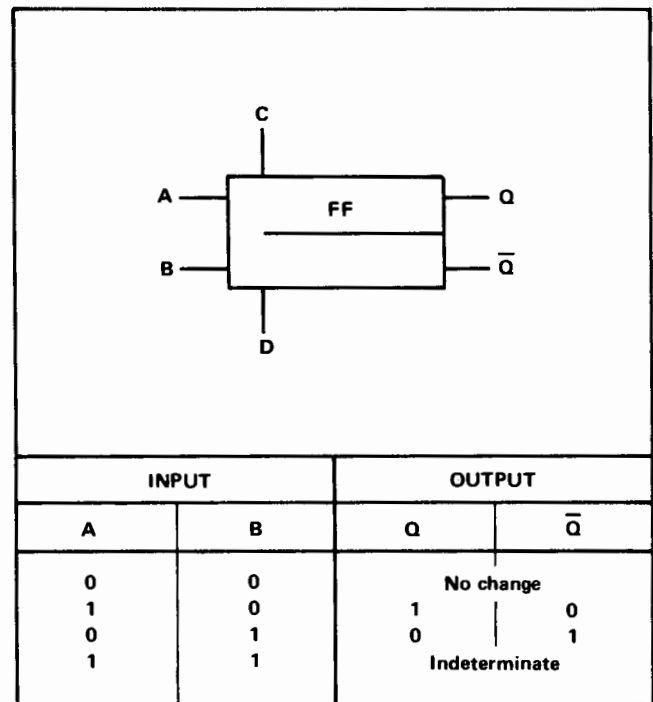 C
A FF Q
B Q̅
D
INPUT OUTPUT
A B Q Q̅
0 0 No change
1 0 1 0
0 1 0 1
1 1 Indeterminate